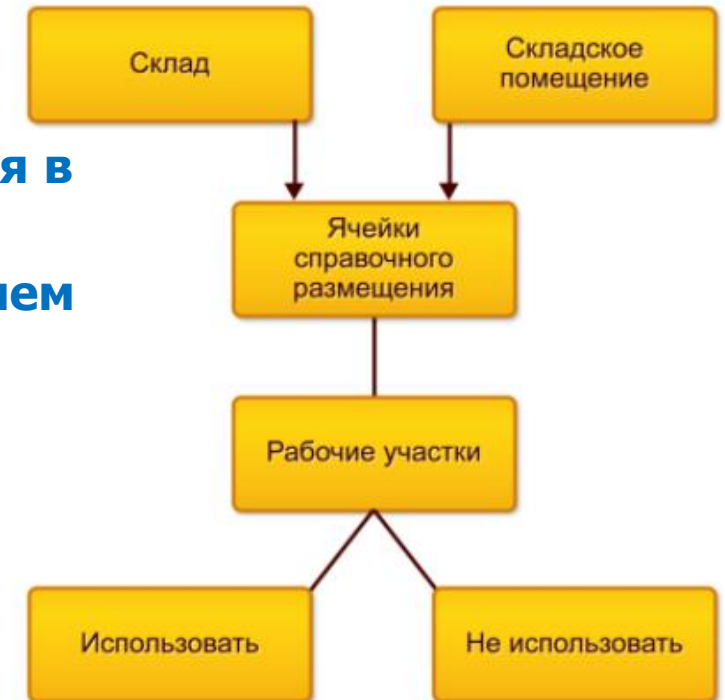 Склад
Складское
помещение
я в
Ячейки
справочного
размещения
ием
Рабочие участки
Использовать
Не использовать